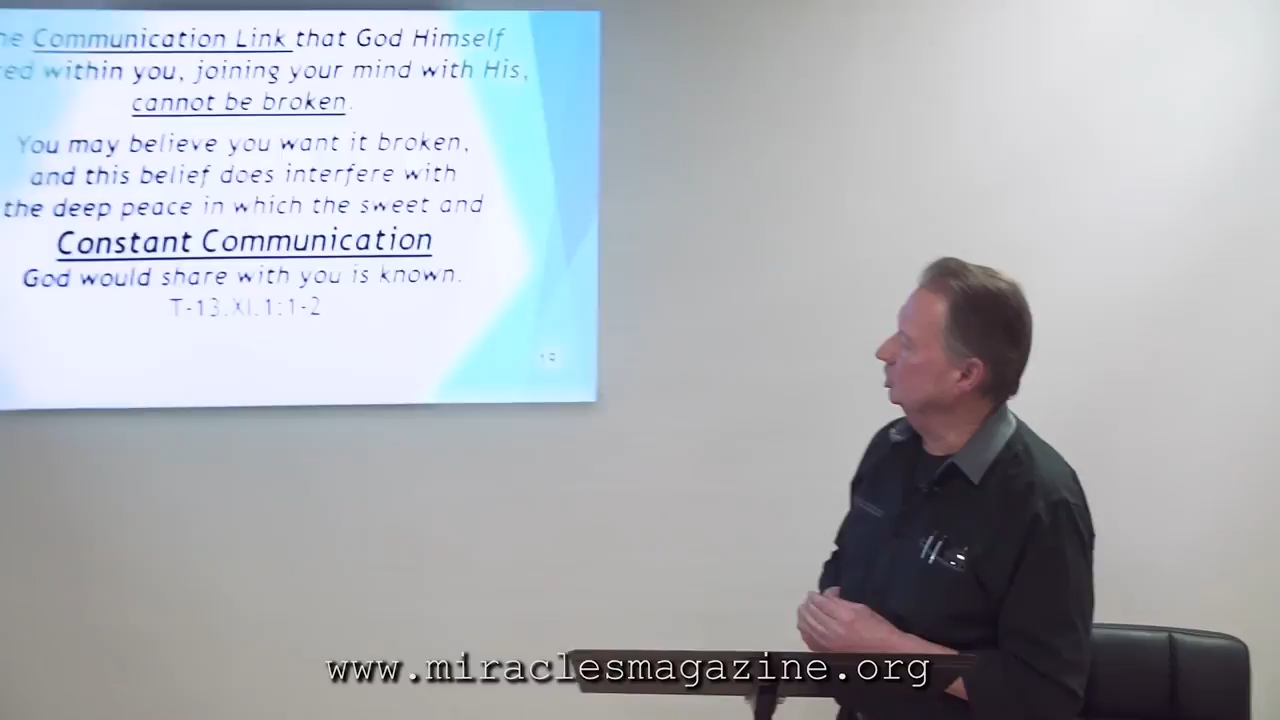 he Communication Link that God Himself
ed within you, joining your mind with His,
cannot be broken.
You may believe you want it broken,
and this belief does interfere with
the deep peace in which the sweet and
Constant Communication
God would share with you is known.
T-13.XI.1:1-2
www.miraclesmagazine.org